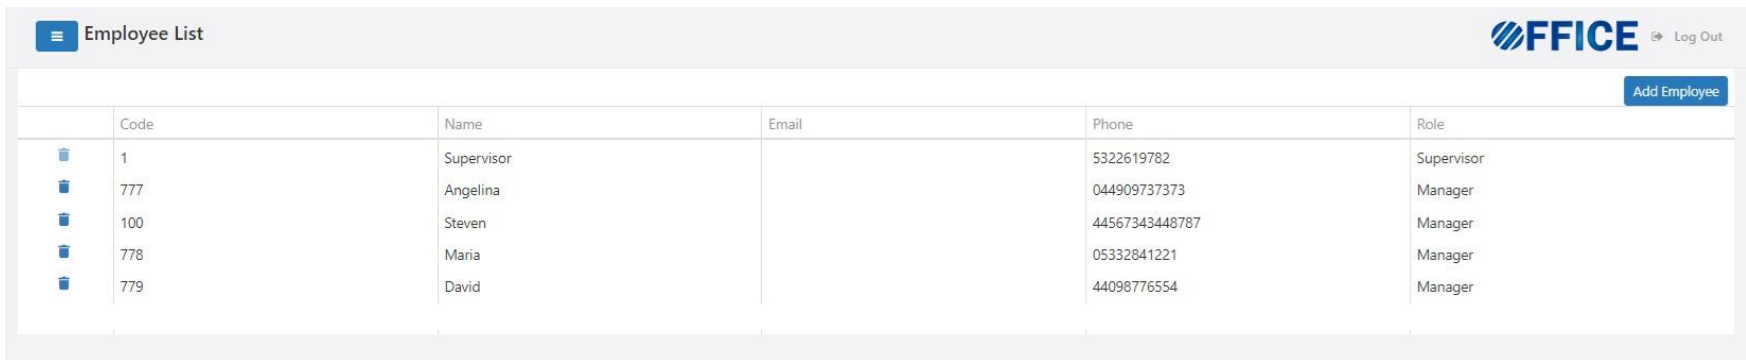 Employee List
OFFICE Log Out
Add Employee
Code Name Email Phone Role
1 Supervisor 5322619782 Supervisor
777 Angelina 044909737373 Manager
100 Steven 44567343448787 Manager
778 Maria 05332841221 Manager
779 David 44098776554 Manager